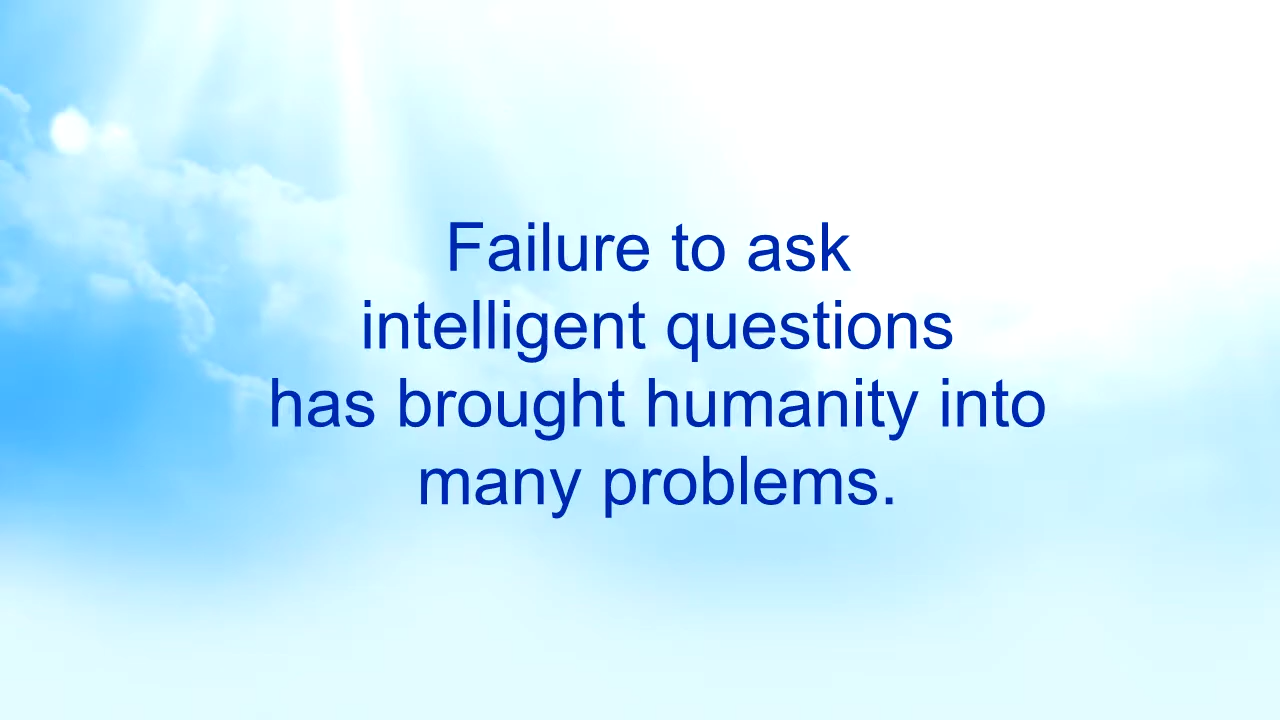 Failure to ask
intelligent questions
has brought humanity into
many problems.